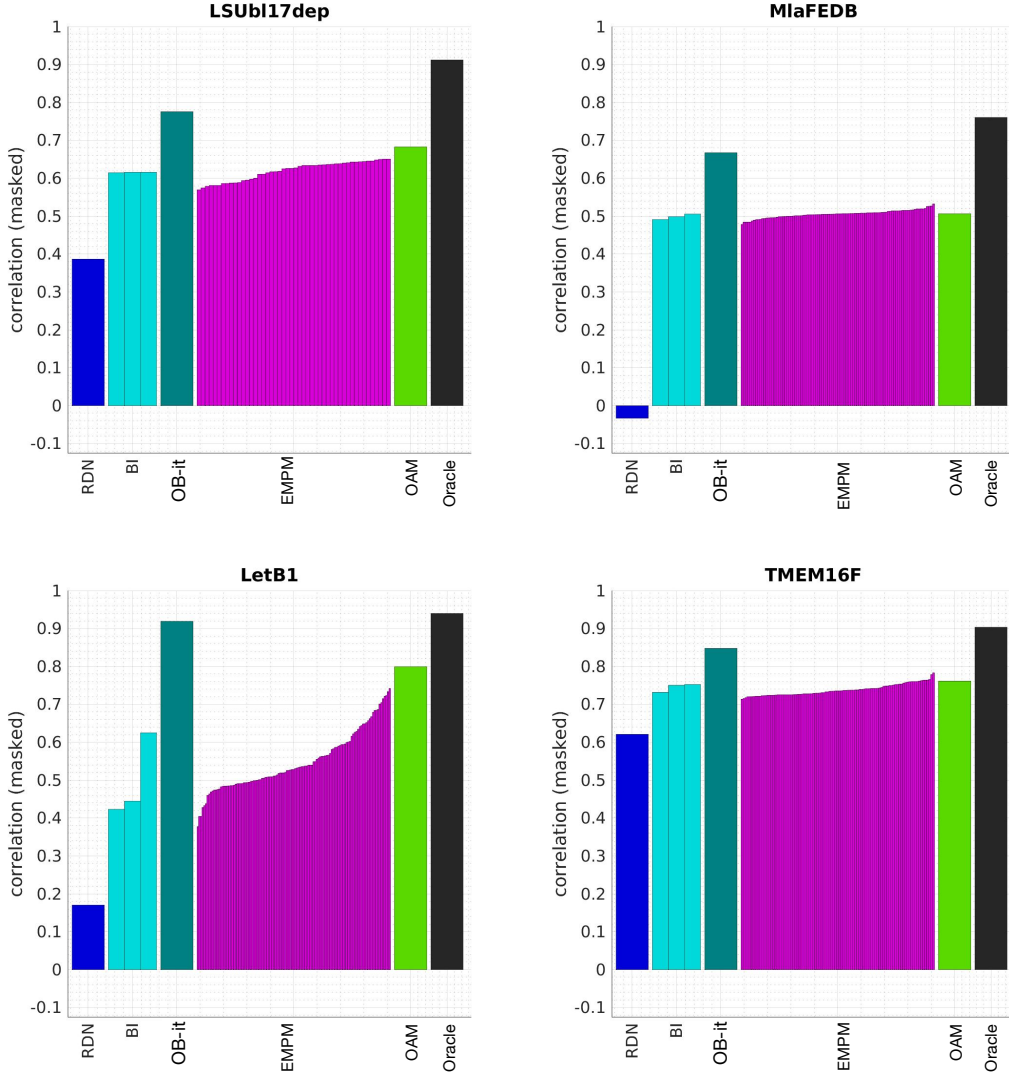 LSUbl17dep
1
0.9
0.8
0.7
0.6
0.5
0.4
0.3
0.2
0.1
0
-0.1
correlation (masked)
RDN
BI
OB-it
EMPM
OAM
Oracle
MlaFEDB
1
0.9
0.8
0.7
0.6
0.5
0.4
0.3
0.2
0.1
0
-0.1
correlation (masked)
RDN
BI
OB-it
EMPM
OAM
Oracle
LetB1
1
0.9
0.8
0.7
0.6
0.5
0.4
0.3
0.2
0.1
0
-0.1
correlation (masked)
RDN
BI
OB-it
EMPM
OAM
Oracle
TMEM16F
1
0.9
0.8
0.7
0.6
0.5
0.4
0.3
0.2
0.1
0
-0.1
correlation (masked)
RDN
BI
OB-it
EMPM
OAM
Oracle